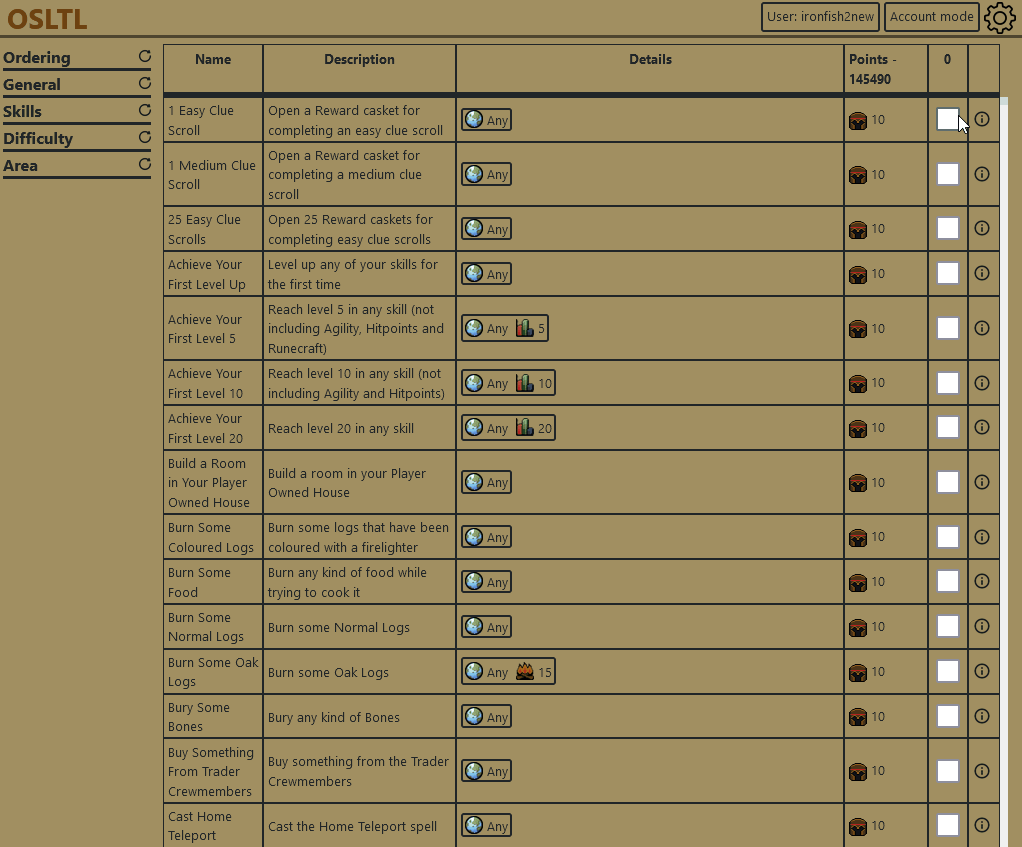 OSLTL
User: ironfish2new
Account mode
Ordering
General
Skills
Difficulty
Area
Name
Description
Details
Points -
145490
0
1 Easy Clue
Scroll
Open a Reward casket for
completing an easy clue scroll
Any
10
1 Medium Clue
Scroll
Open a Reward casket for
completing a medium clue
scroll
Any
10
25 Easy Clue
Scrolls
Open 25 Reward caskets for
completing easy clue scrolls
Any
10
Achieve Your
First Level Up
Level up any of your skills for
the first time
Any
10
Achieve Your
First Level 5
Reach level 5 in any skill (not
including Agility, Hitpoints and
Runecraft)
Any 5
10
Achieve Your
First Level 10
Reach level 10 in any skill (not
including Agility and Hitpoints)
Any 10
10
Achieve Your
First Level 20
Reach level 20 in any skill
Any 20
10
Build a Room
in Your Player
Owned House
Build a room in your Player
Owned House
Any
10
Burn Some
Coloured Logs
Burn some logs that have been
coloured with a firelighter
Any
10
Burn Some
Food
Burn any kind of food while
trying to cook it
Any
10
Burn Some
Normal Logs
Burn some Normal Logs
Any
10
Burn Some Oak
Logs
Burn some Oak Logs
Any 15
10
Bury Some
Bones
Bury any kind of Bones
Any
10
Buy Something
From Trader
Crewmembers
Buy something from the Trader
Crewmembers
Any
10
Cast Home
Teleport
Cast the Home Teleport spell
Any
10